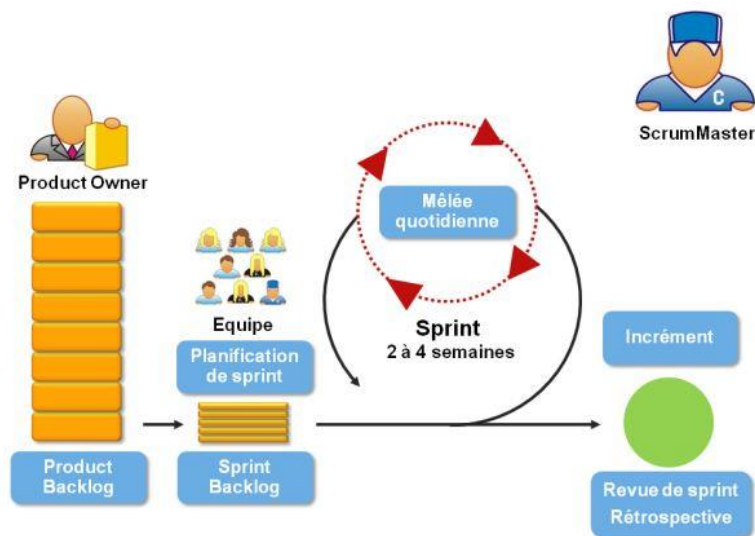 C
ScrumMaster
Product Owner
Mêlée
quotidienne
Equipe
Sprint
2 à 4 semaines
Planification
de sprint
Incrément
Product
Backlog
Sprint
Backlog
Revue de sprint
Rétrospective